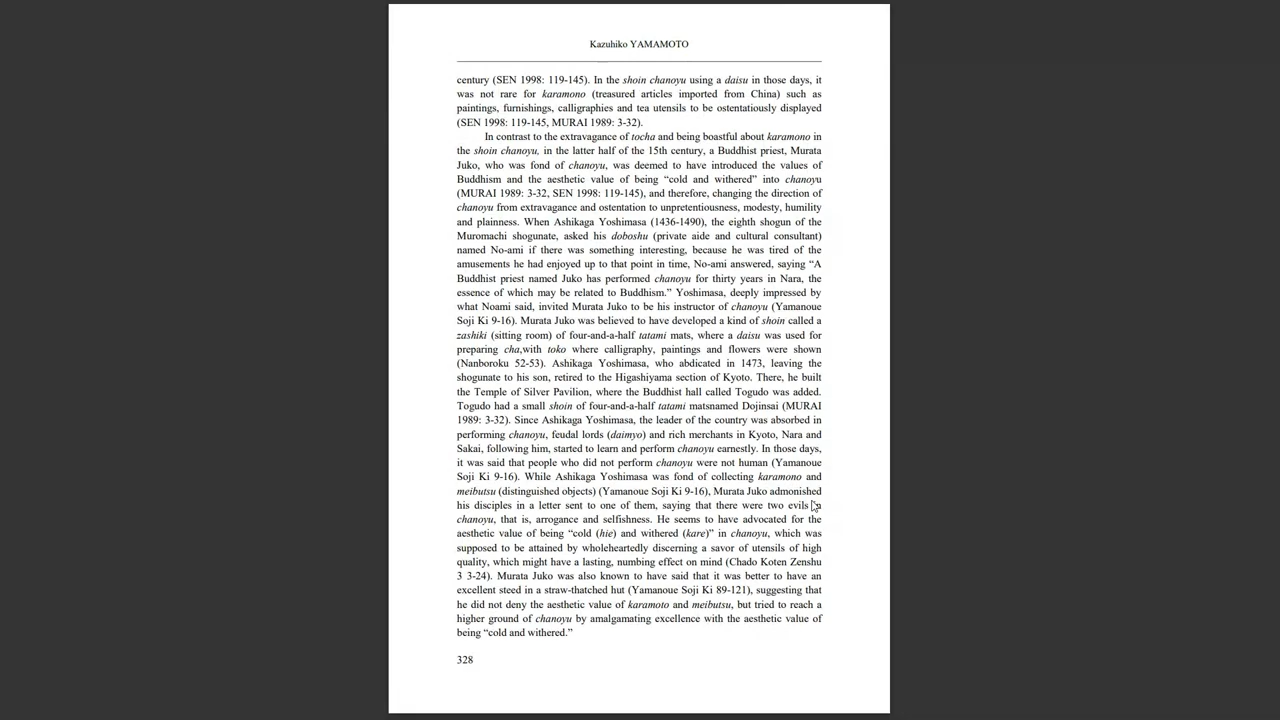 Kazuhiko YAMAMOTO
century (SEN 1998: 119-145). In the shoin chanoyu using a daisu in those days, it
was not rare for karamono (treasured articles imported from China) such as
paintings, furnishings, calligraphies and tea utensils to be ostentatiously displayed
(SEN 1998: 119-145, MURAI 1989: 3-32).
In contrast to the extravagance of tocha and being boastful about karamono in
the shoin chanoyu, in the latter half of the 15th century, a Buddhist priest, Murata
Juko, who was fond of chanoyu, was deemed to have introduced the values of
Buddhism and the aesthetic value of being “cold and withered” into chanoyu
(MURAI 1989: 3-32, SEN 1998: 119-145), and therefore, changing the direction of
chanoyu from extravagance and ostentation to unpretentiousness, modesty, humility
and plainness. When Ashikaga Yoshimasa (1436-1490), the eighth shogun of the
Muromachi shogunate, asked his doboshu (private aide and cultural consultant)
named No-ami if there was something interesting, because he was tired of the
amusements he had enjoyed up to that point in time, No-ami answered, saying “A
Buddhist priest named Juko has performed chanoyu for thirty years in Nara, the
essence of which may be related to Buddhism.” Yoshimasa, deeply impressed by
what Noami said, invited Murata Juko to be his instructor of chanoyu (Yamanoue
Soji Ki 9-16). Murata Juko was believed to have developed a kind of shoin called a
zashiki (sitting room) of four-and-a-half tatami mats, where a daisu was used for
preparing cha,with toko where calligraphy, paintings and flowers were shown
(Nanboroku 52-53). Ashikaga Yoshimasa, who abdicated in 1473, leaving the
shogunate to his son, retired to the Higashiyama section of Kyoto. There, he built
the Temple of Silver Pavilion, where the Buddhist hall called Togudo was added.
Togudo had a small shoin of four-and-a-half tatami matsnamed Dojinsai (MURAI
1989: 3-32). Since Ashikaga Yoshimasa, the leader of the country was absorbed in
performing chanoyu, feudal lords (daimyo) and rich merchants in Kyoto, Nara and
Sakai, following him, started to learn and perform chanoyu earnestly. In those days,
it was said that people who did not perform chanoyu were not human (Yamanoue
Soji Ki 9-16). While Ashikaga Yoshimasa was fond of collecting karamono and
meibutsu (distinguished objects) (Yamanoue Soji Ki 9-16), Murata Juko admonished
his disciples in a letter sent to one of them, saying that there were two evils in
chanoyu, that is, arrogance and selfishness. He seems to have advocated for the
aesthetic value of being “cold (hie) and withered (kare)” in chanoyu, which was
supposed to be attained by wholeheartedly discerning a savor of utensils of high
quality, which might have a lasting, numbing effect on mind (Chado Koten Zenshu
3 3-24). Murata Juko was also known to have said that it was better to have an
excellent steed in a straw-thatched hut (Yamanoue Soji Ki 89-121), suggesting that
he did not deny the aesthetic value of karamoto and meibutsu, but tried to reach a
higher ground of chanoyu by amalgamating excellence with the aesthetic value of
being “cold and withered.”
328